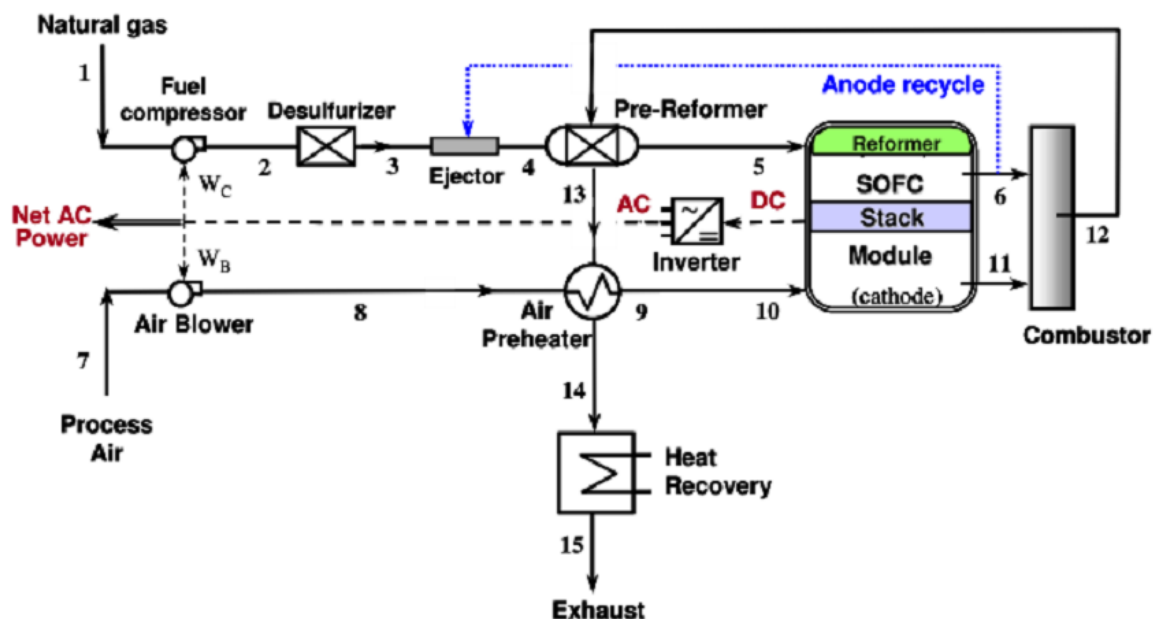 Natural gas
1
Fuel
compressor
Desulfurizer
Anode recycle
Pre-Reformer
2
3
Ejector
4
5
Reformer
SOFC
Stack
Module
(cathode)
6
12
W_C
13
AC
DC
Net AC
Power
Inverter
W_B
11
Air Blower
8
Air
Preheater
9
10
Combustor
7
14
Process
Air
Heat
Recovery
15
Exhaust